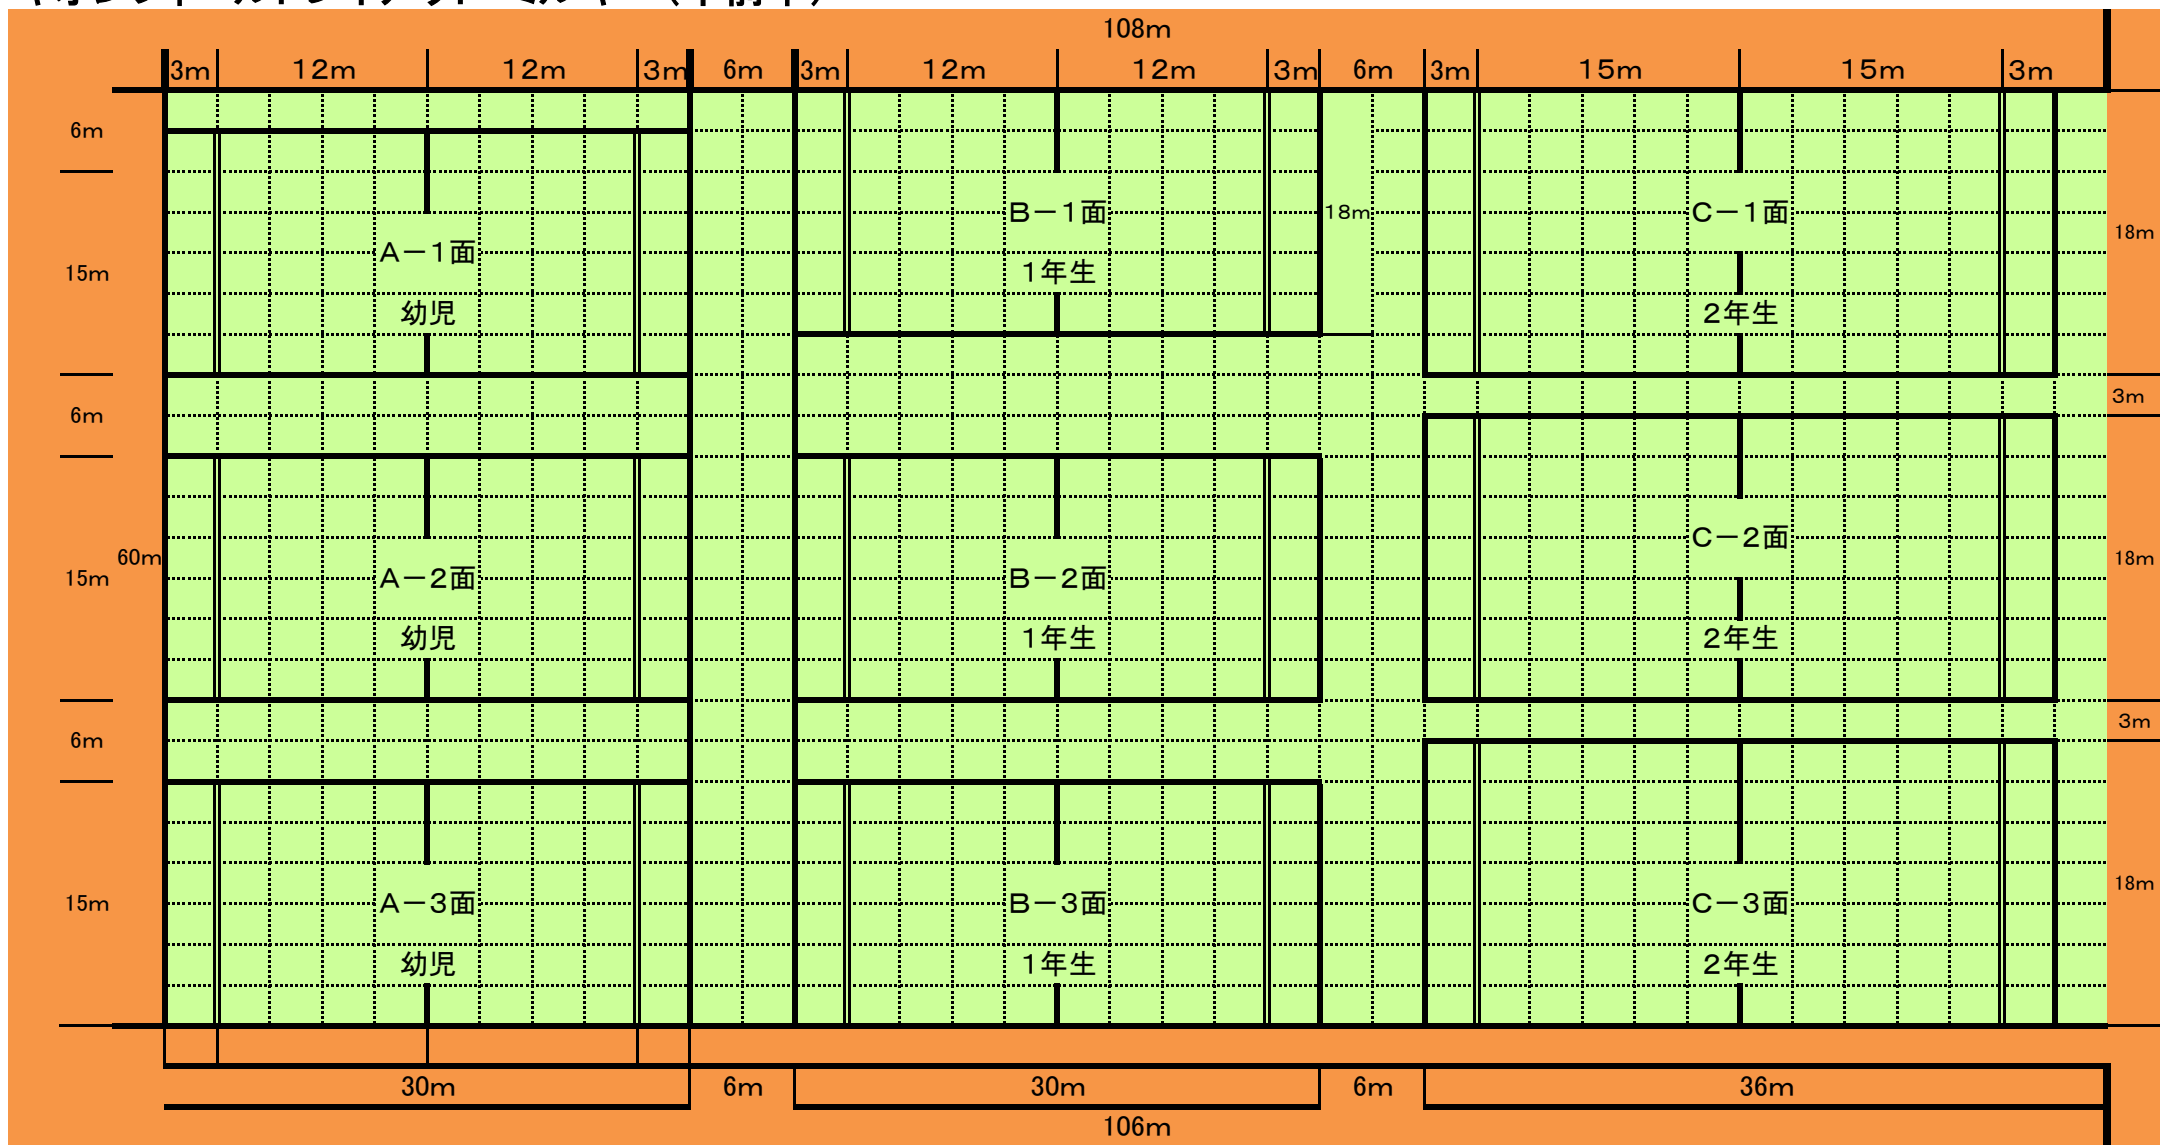 108m
3m 12m 12m 3m 6m 3m 12m 12m 3m 6m 3m 15m 15m 3m
6m
B－1面 18m C－1面
18m
A－1面
15m 1年生
幼児 2年生
3m
6m
C－2面
60m 18m
15m A－2面 B－2面
幼児 1年生 2年生
3m
6m
18m
15m A－3面 B－3面 C－3面
幼児 1年生 2年生
30m 6m 30m 6m 36m
106m